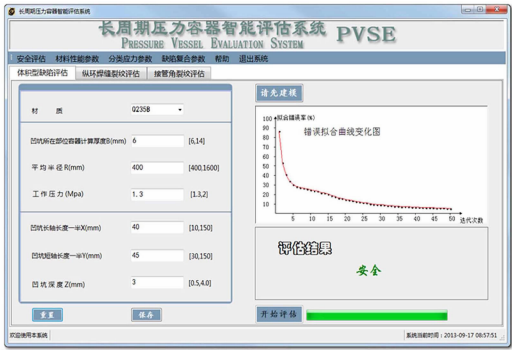 长周期压力容器智能评估系统
长周期压力容器智能评估系统
PRESSURE VESSEL EVALUATION SYSTEM PVSE
安全评估 材料性能参数 分类应力参数 缺陷复合参数 帮助 退出系统
体积型缺陷评估 纵环焊缝裂纹评估 接管角裂纹评估
材 质 Q235B
凹坑所在部位容器计算厚度B(mm) 6 [6,14]
平均半径R(mm) 400 [400,1600]
工作压力(Mpa) 1.3 [1.3,2]
凹坑长轴长度一半X(mm) 40 [10,150]
凹坑短轴长度一半Y(mm) 45 [30,150]
凹坑深度Z(mm) 3 [0.5,4.0]
重置 保存
请先建模
拟合错误率(%)
错误拟合曲线变化图
100
90
80
70
60
50
40
30
20
10
5 10 15 20 25 30 35 40 45 50 迭代次数
评估结果
安全
开始评估
欢迎使用本系统 系统当前时间：2013-09-17 08:57:51